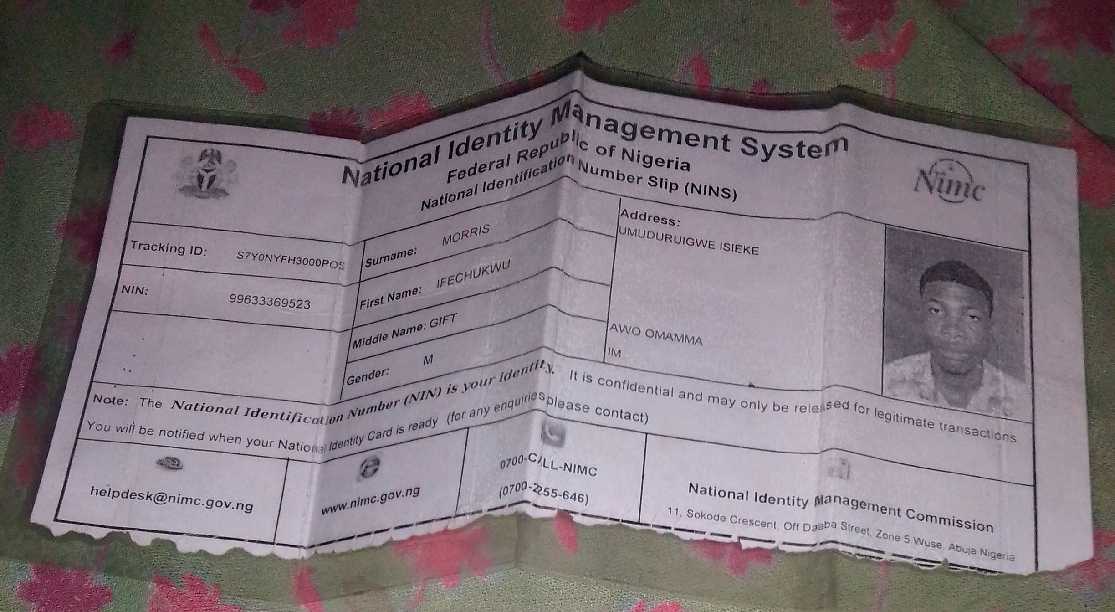 National Identity Management System
Federal Republic of Nigeria
National Identification Number Slip (NINS)
Nimc
Tracking ID: S7Y0NYFH3000POS
Surname: MORRIS
Address:
UMUDURUIGWE ISIEKE
NIN: 99633369523
First Name: IFECHUKWU
Middle Name: GIFT
AWO OMAMMA
Gender: M
IM
Note: The National Identification Number (NIN) is your Identity. It is confidential and may only be released for legitimate transactions.
You will be notified when your National Identity Card is ready (for any enquiries please contact)
helpdesk@nimc.gov.ng
www.nimc.gov.ng
0700-CALL-NIMC
(0700-2255-646)
National Identity Management Commission
11, Sokode Crescent, Off Dalaba Street, Zone 5 Wuse, Abuja Nigeria